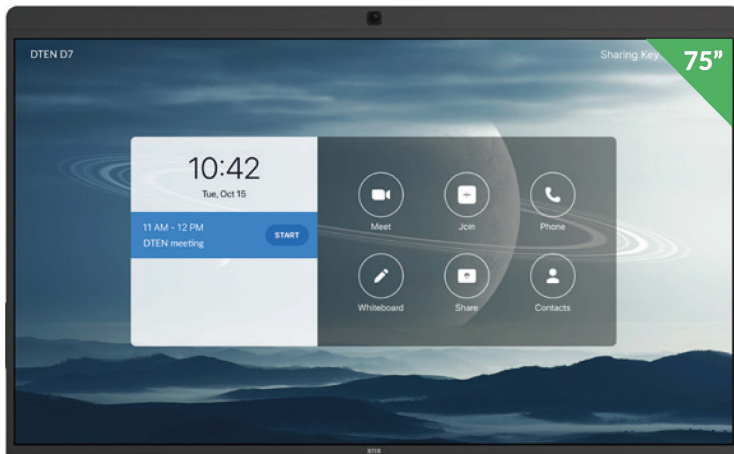 DTEN D7
Sharing Key
75”
10:42
Tue, Oct 15
11 AM - 12 PM
DTEN meeting
START
Meet
Join
Phone
Whiteboard
Share
Contacts
DTEN